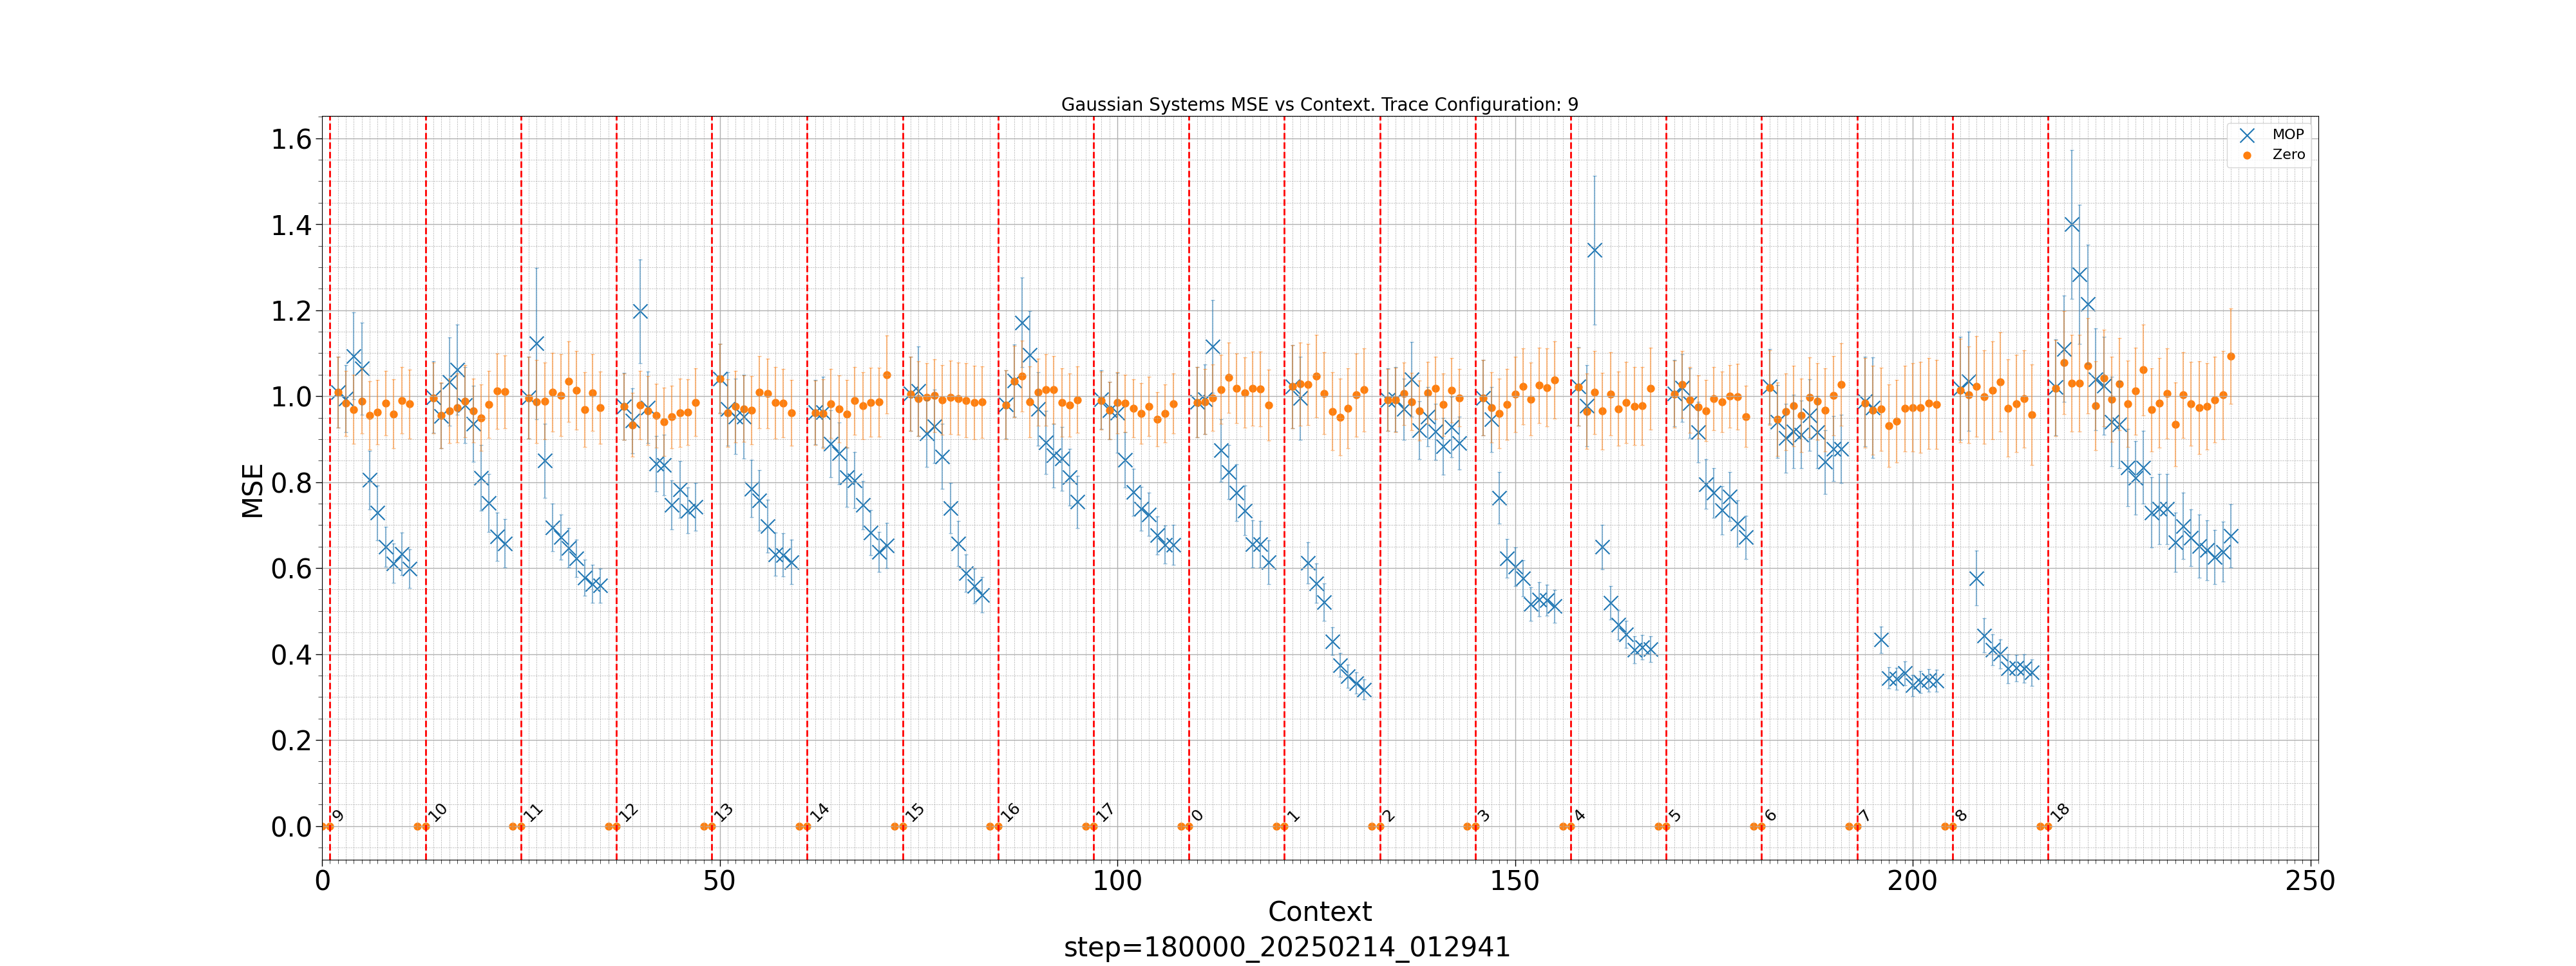 Gaussian Systems MSE vs Context. Trace Configuration: 9
MOP
Zero
MSE
1.6
1.4
1.2
1.0
0.8
0.6
0.4
0.2
0.0
9 10 11 12 13 14 15 16 17 0 1 2 3 4 5 6 7 8 18
0 50 100 150 200 250
Context
step=180000_20250214_012941